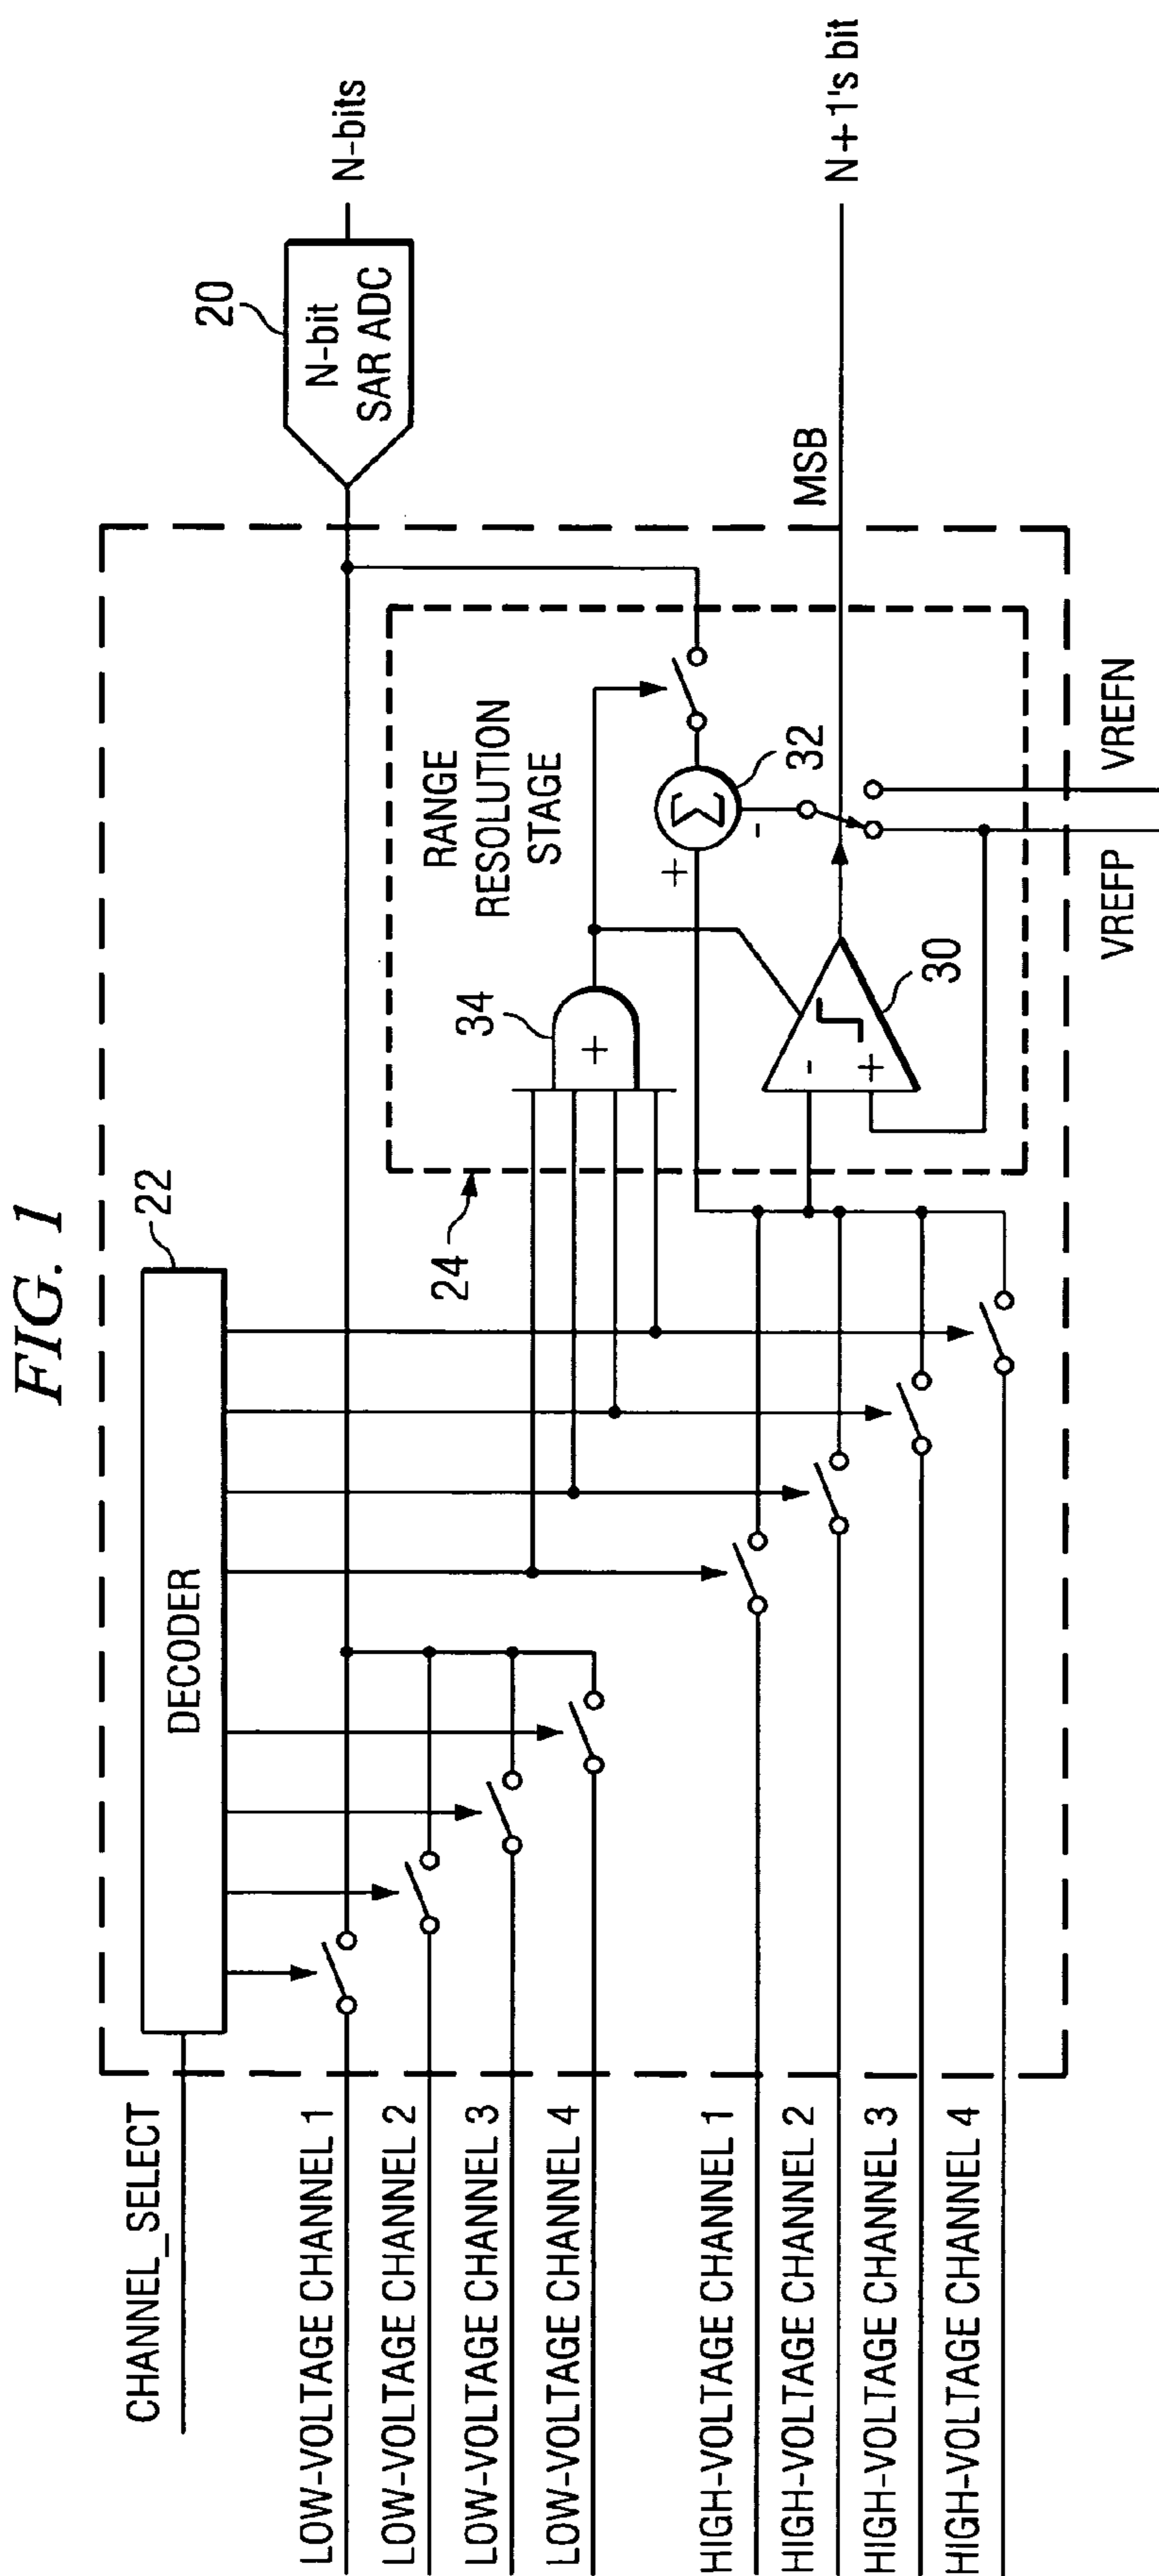 FIG. 1
CHANNEL_SELECT
DECODER
22
LOW-VOLTAGE CHANNEL 1
LOW-VOLTAGE CHANNEL 2
LOW-VOLTAGE CHANNEL 3
LOW-VOLTAGE CHANNEL 4
HIGH-VOLTAGE CHANNEL 1
HIGH-VOLTAGE CHANNEL 2
HIGH-VOLTAGE CHANNEL 3
HIGH-VOLTAGE CHANNEL 4
24
34
+
RANGE
RESOLUTION
STAGE
+
Σ
-
32
-
+
30
VREFP
VREFN
MSB
N+1's bit
20
N-bit
SAR ADC
N-bits